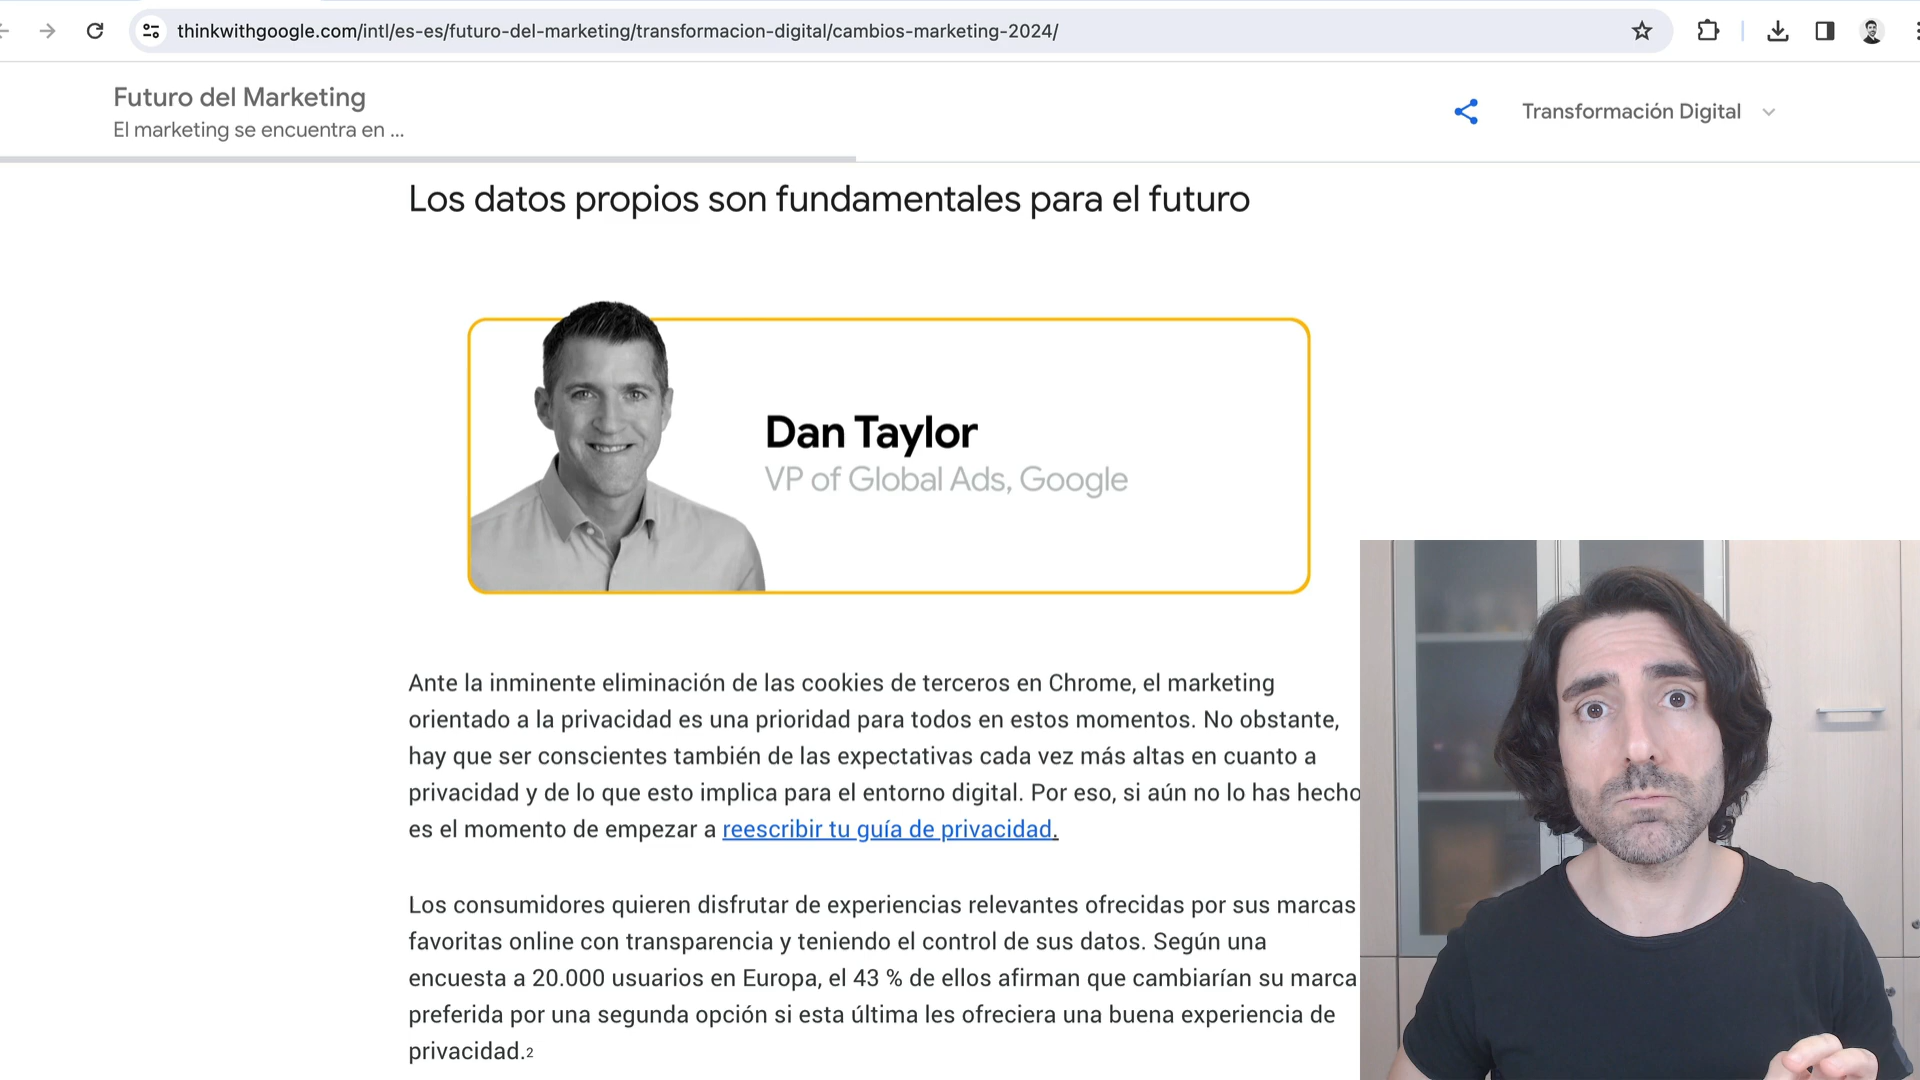 thinkwithgoogle.com/intl/es-es/futuro-del-marketing/transformacion-digital/cambios-marketing-2024/
Futuro del Marketing
El marketing se encuentra en ...
Transformación Digital
Los datos propios son fundamentales para el futuro
Dan Taylor
VP of Global Ads, Google
Ante la inminente eliminación de las cookies de terceros en Chrome, el marketing
orientado a la privacidad es una prioridad para todos en estos momentos. No obstante,
hay que ser conscientes también de las expectativas cada vez más altas en cuanto a
privacidad y de lo que esto implica para el entorno digital. Por eso, si aún no lo has hecho
es el momento de empezar a reescribir tu guía de privacidad.
Los consumidores quieren disfrutar de experiencias relevantes ofrecidas por sus marcas
favoritas online con transparencia y teniendo el control de sus datos. Según una
encuesta a 20.000 usuarios en Europa, el 43 % de ellos afirman que cambiarían su marca
preferida por una segunda opción si esta última les ofreciera una buena experiencia de
privacidad.2